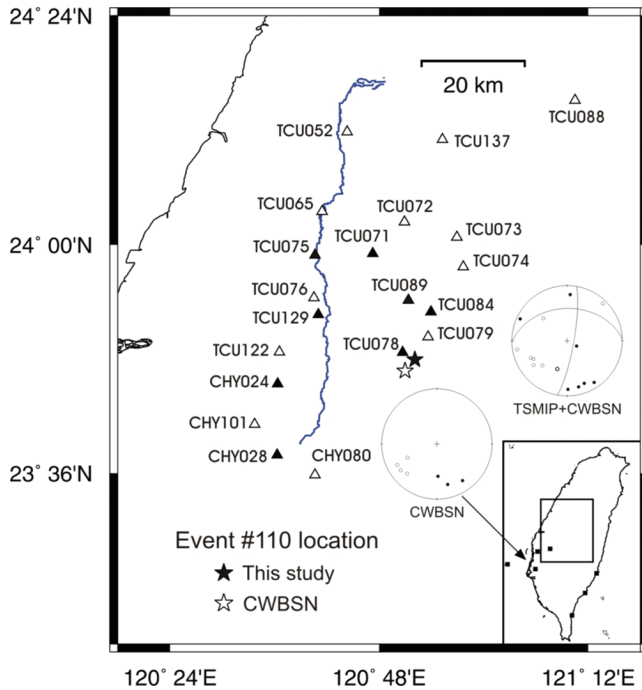 24° 24'N
20 km
TCU088
TCU052
TCU137
TCU065
TCU072
TCU071
TCU073
24° 00'N
TCU075
TCU074
TCU089
TCU076
TCU084
TCU129
TCU079
TCU078
TCU122
TSMIP+CWBSN
CHY024
CHY101
CHY080
CHY028
23° 36'N
CWBSN
Event #110 location
This study
CWBSN
120° 24'E
120° 48'E
121° 12'E